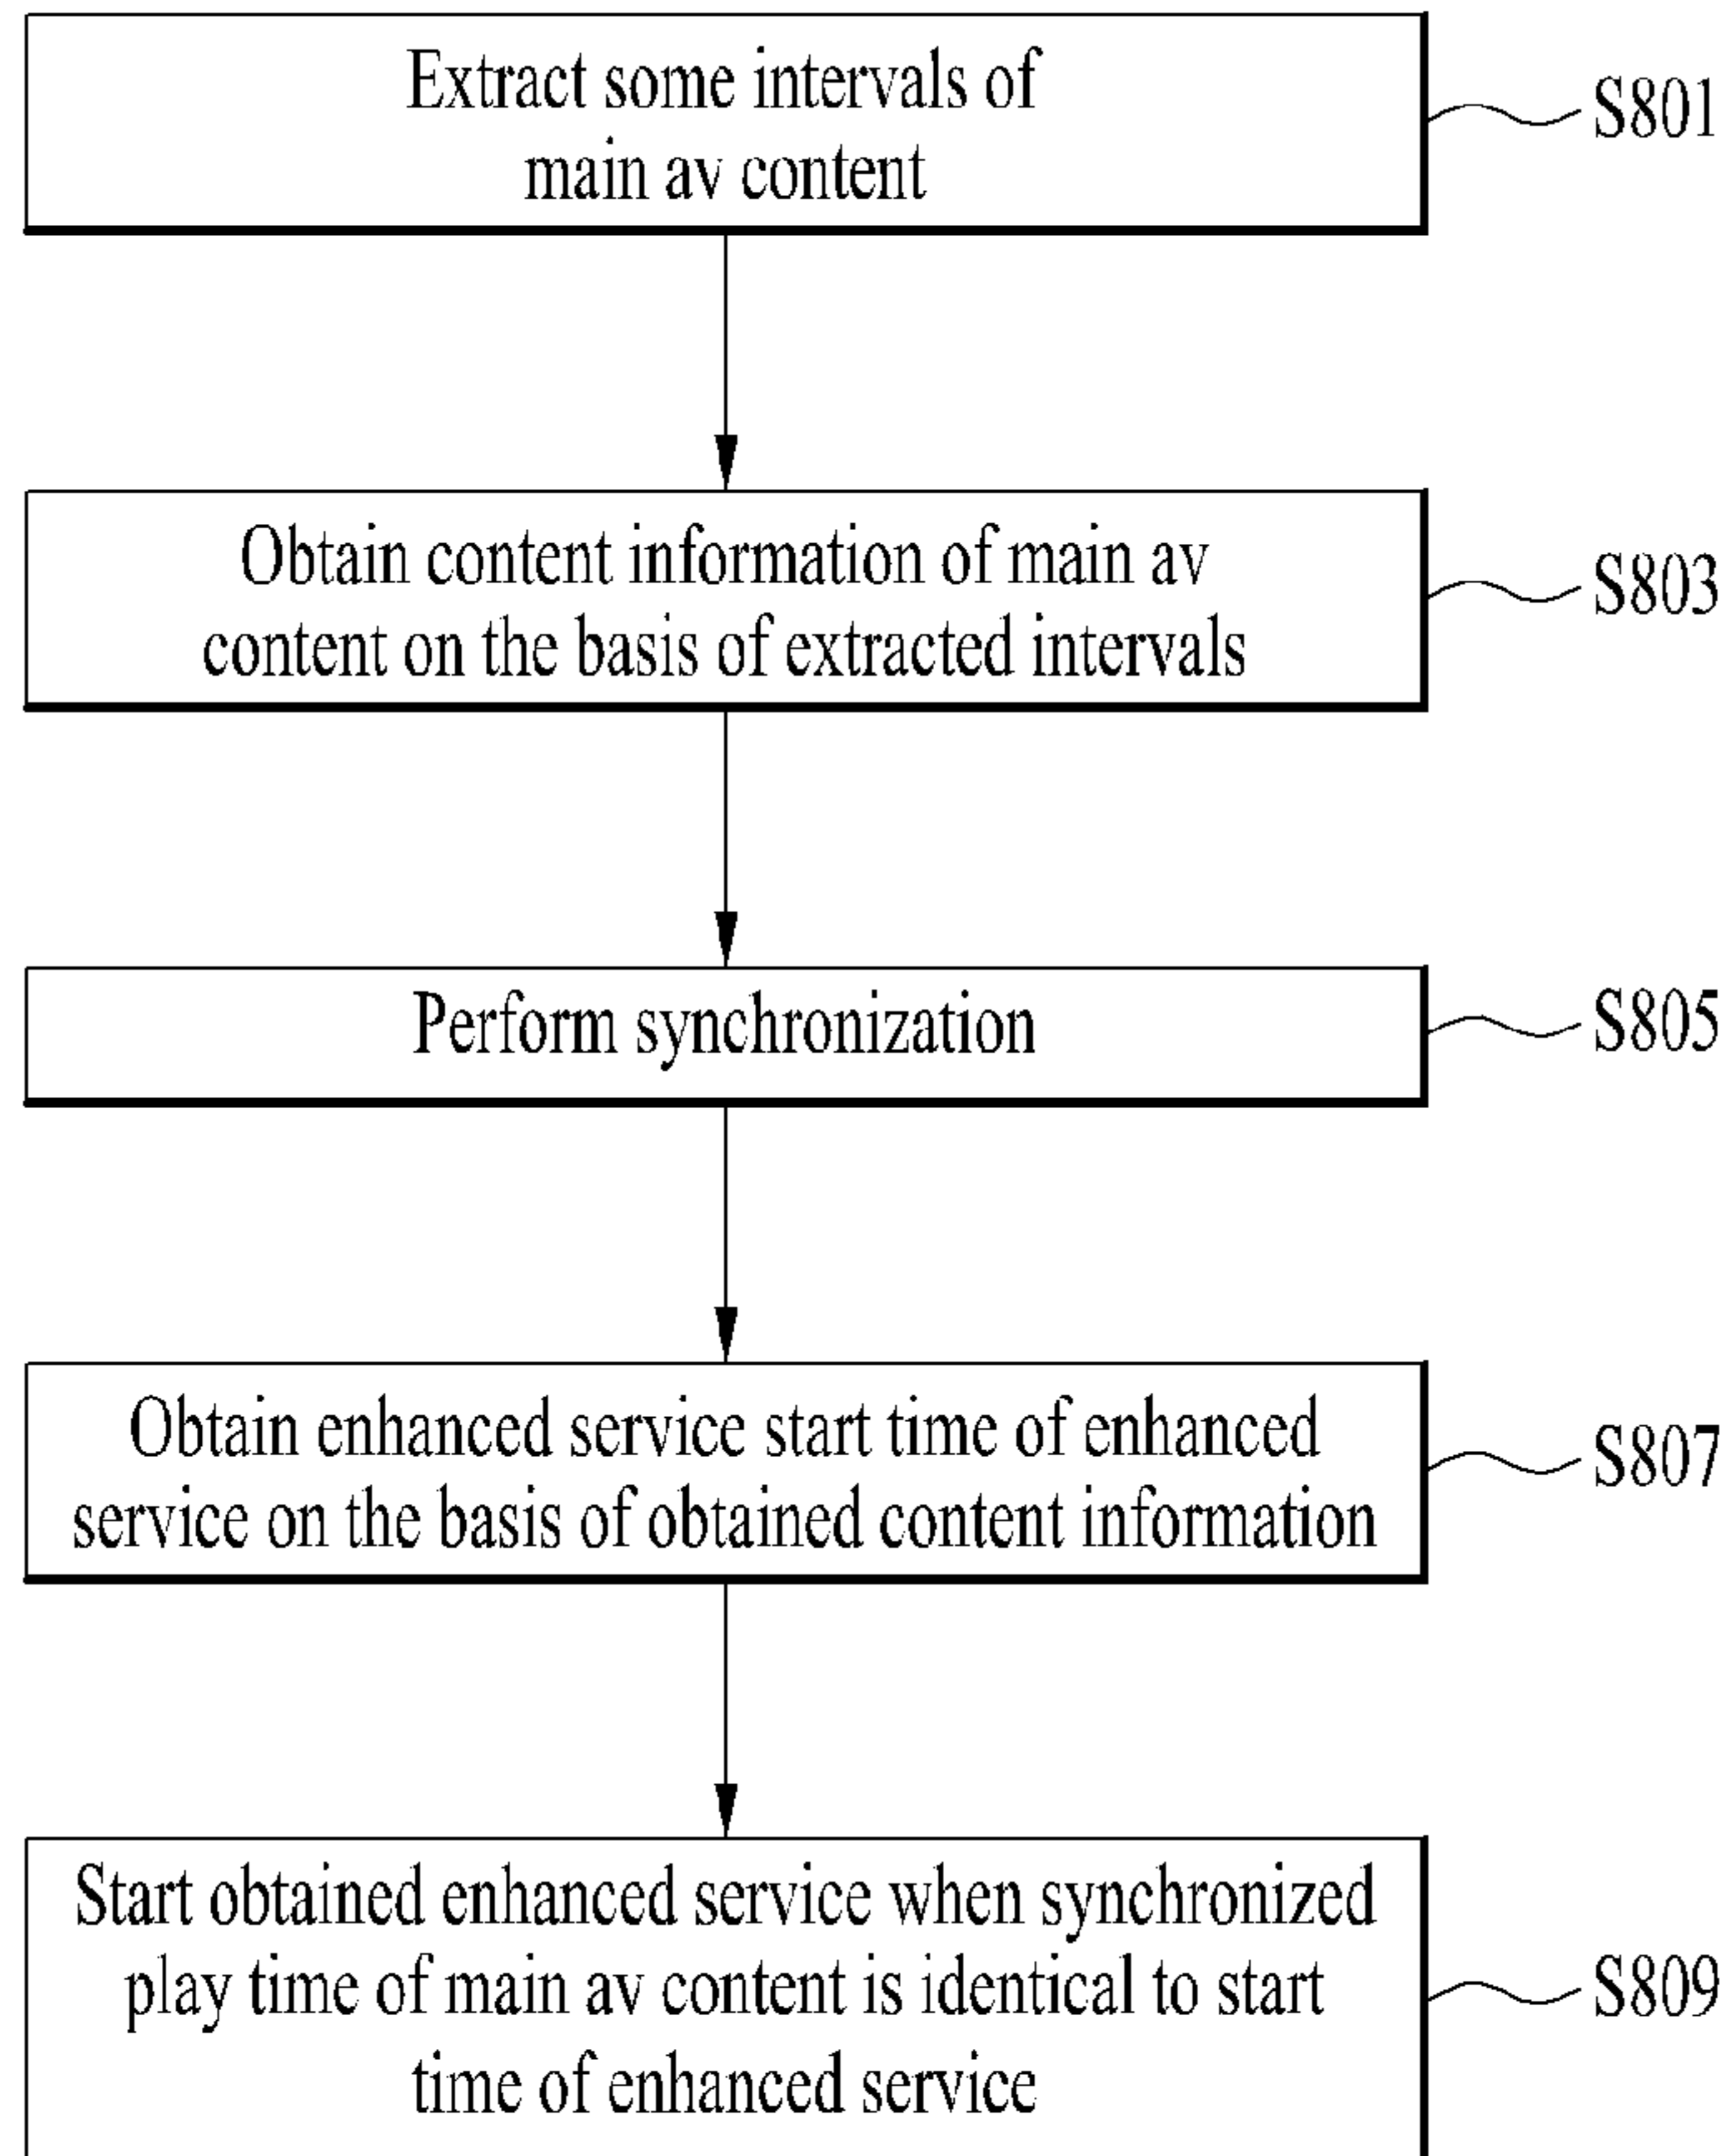 Extract some intervals of
main av content
S801
Obtain content information of main av
content on the basis of extracted intervals
S803
Perform synchronization
S805
Obtain enhanced service start time of enhanced
service on the basis of obtained content information
S807
Start obtained enhanced service when synchronized
play time of main av content is identical to start
time of enhanced service
S809